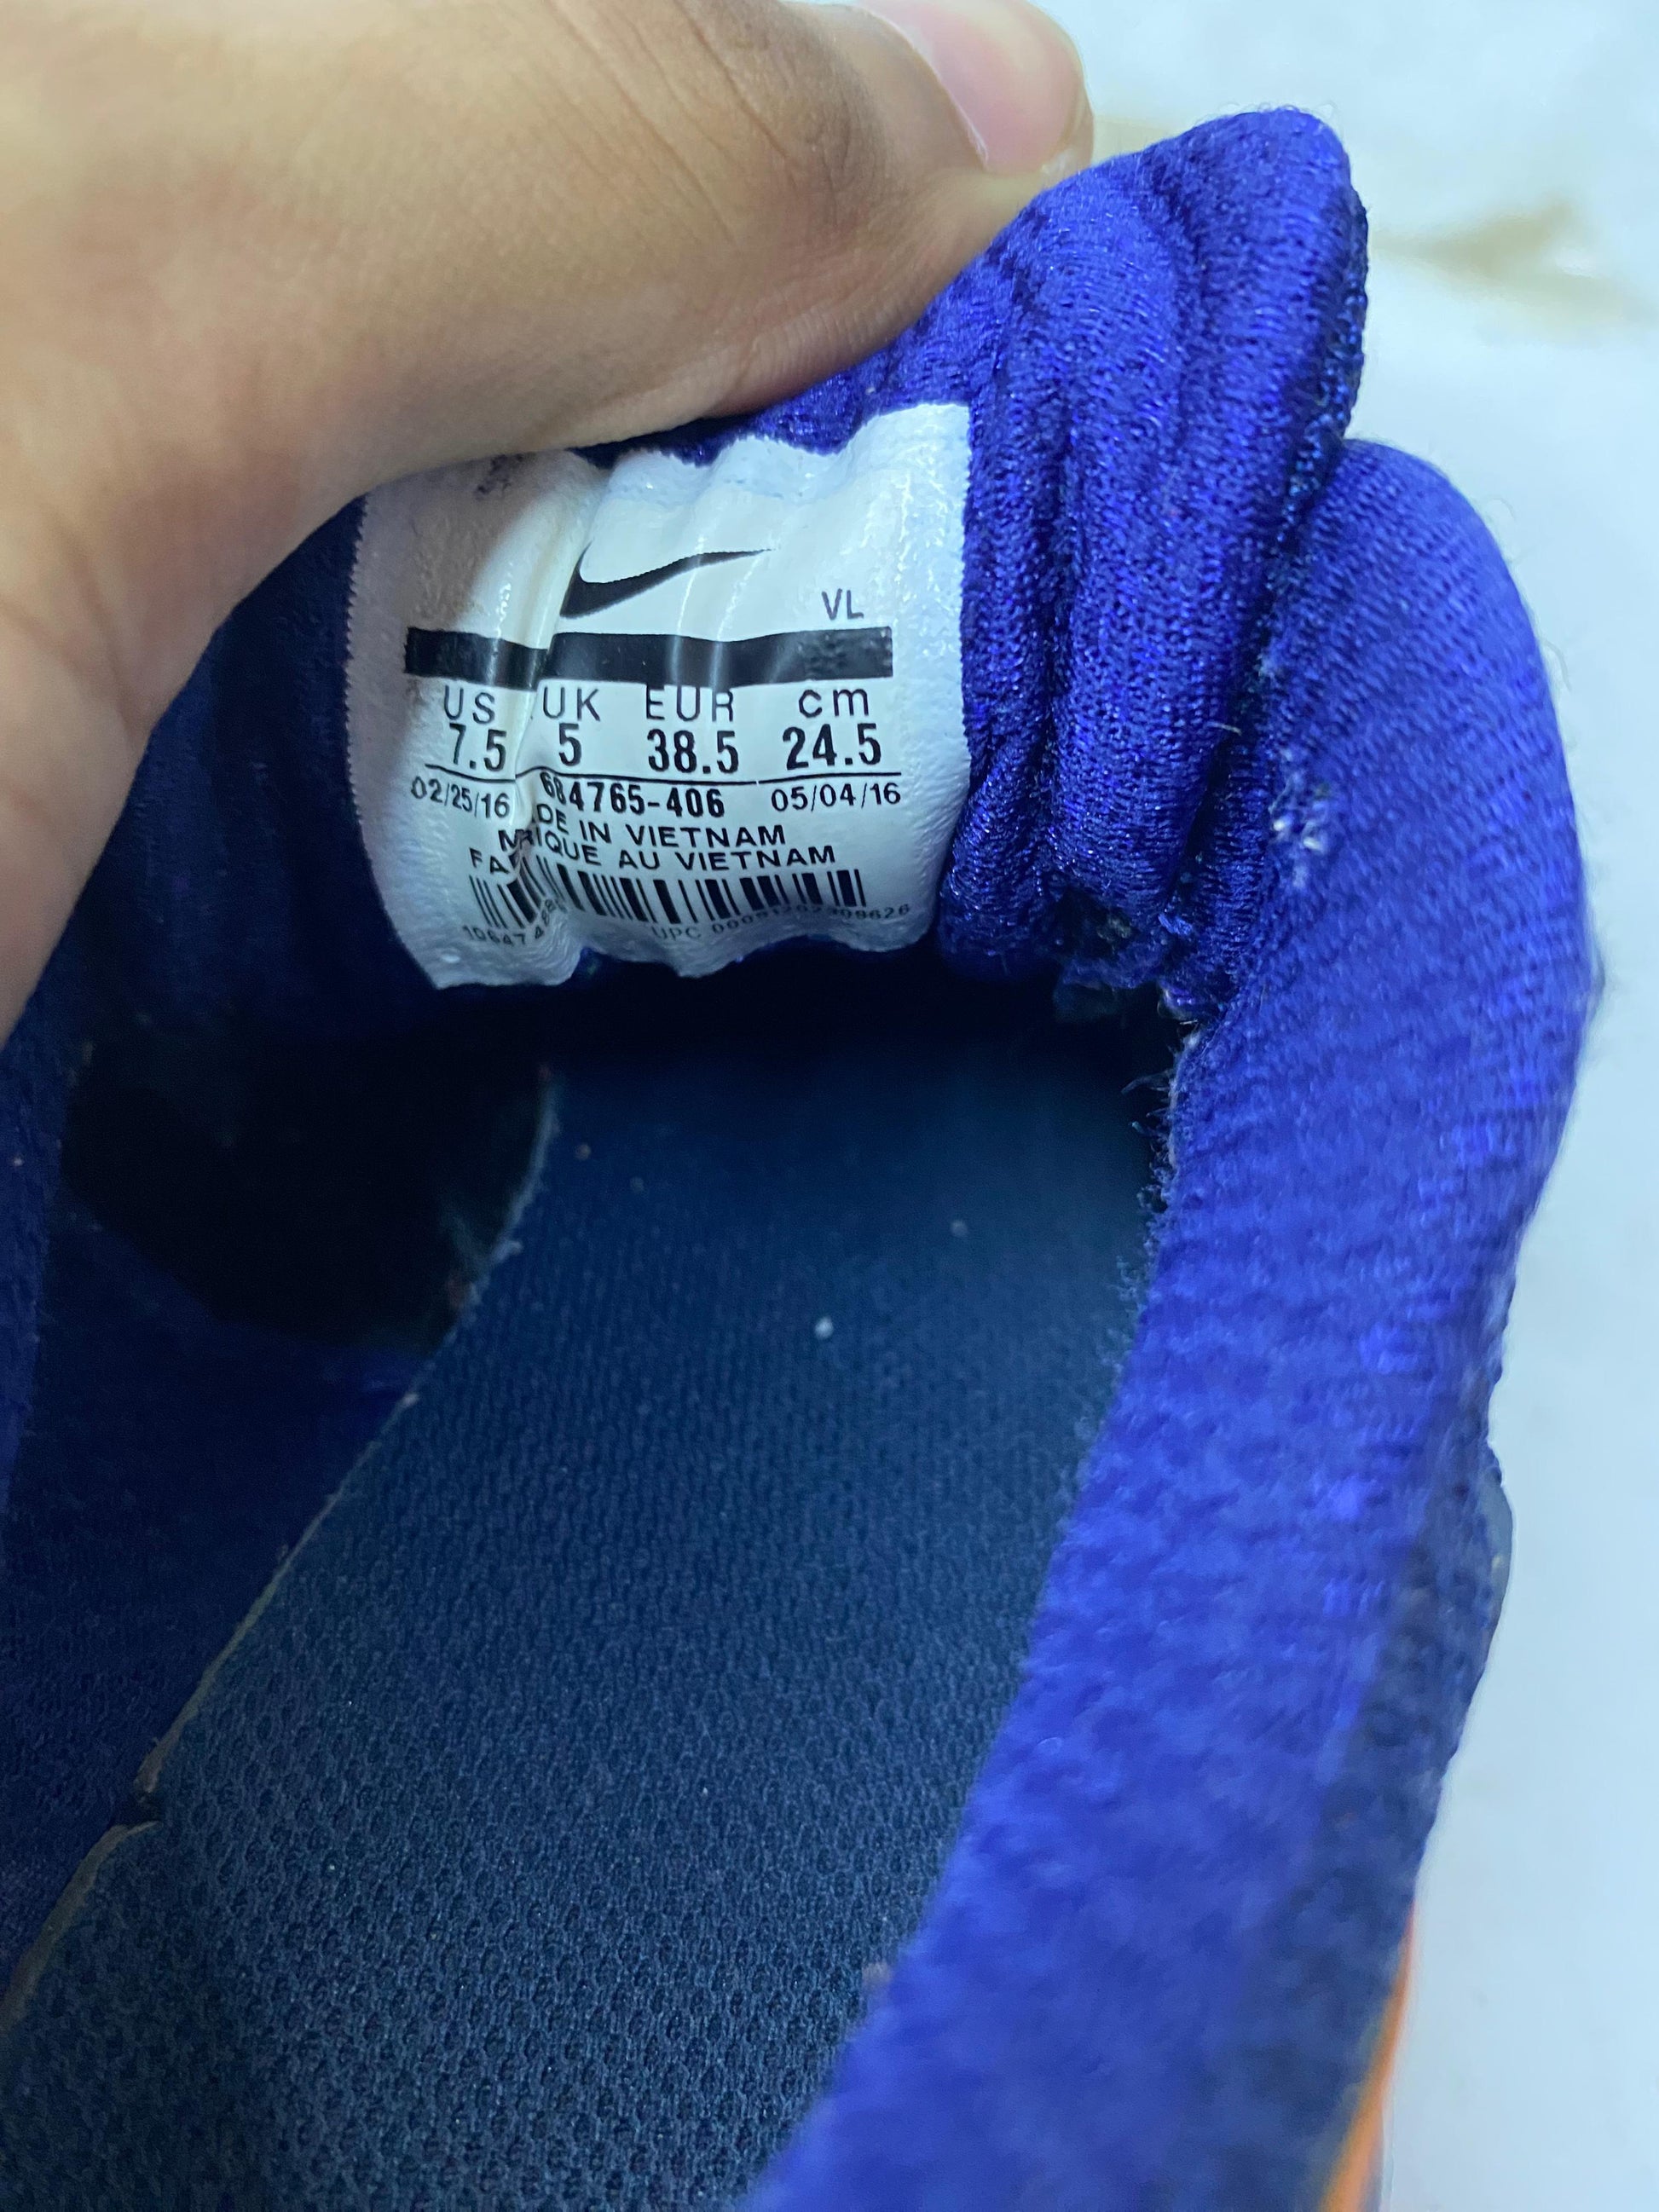 VL
US UK EUR cm
7.5 5 38.5 24.5
02/25/16 684765-406 05/04/16
DE IN VIETNAM
AU VIETNAM
UPC